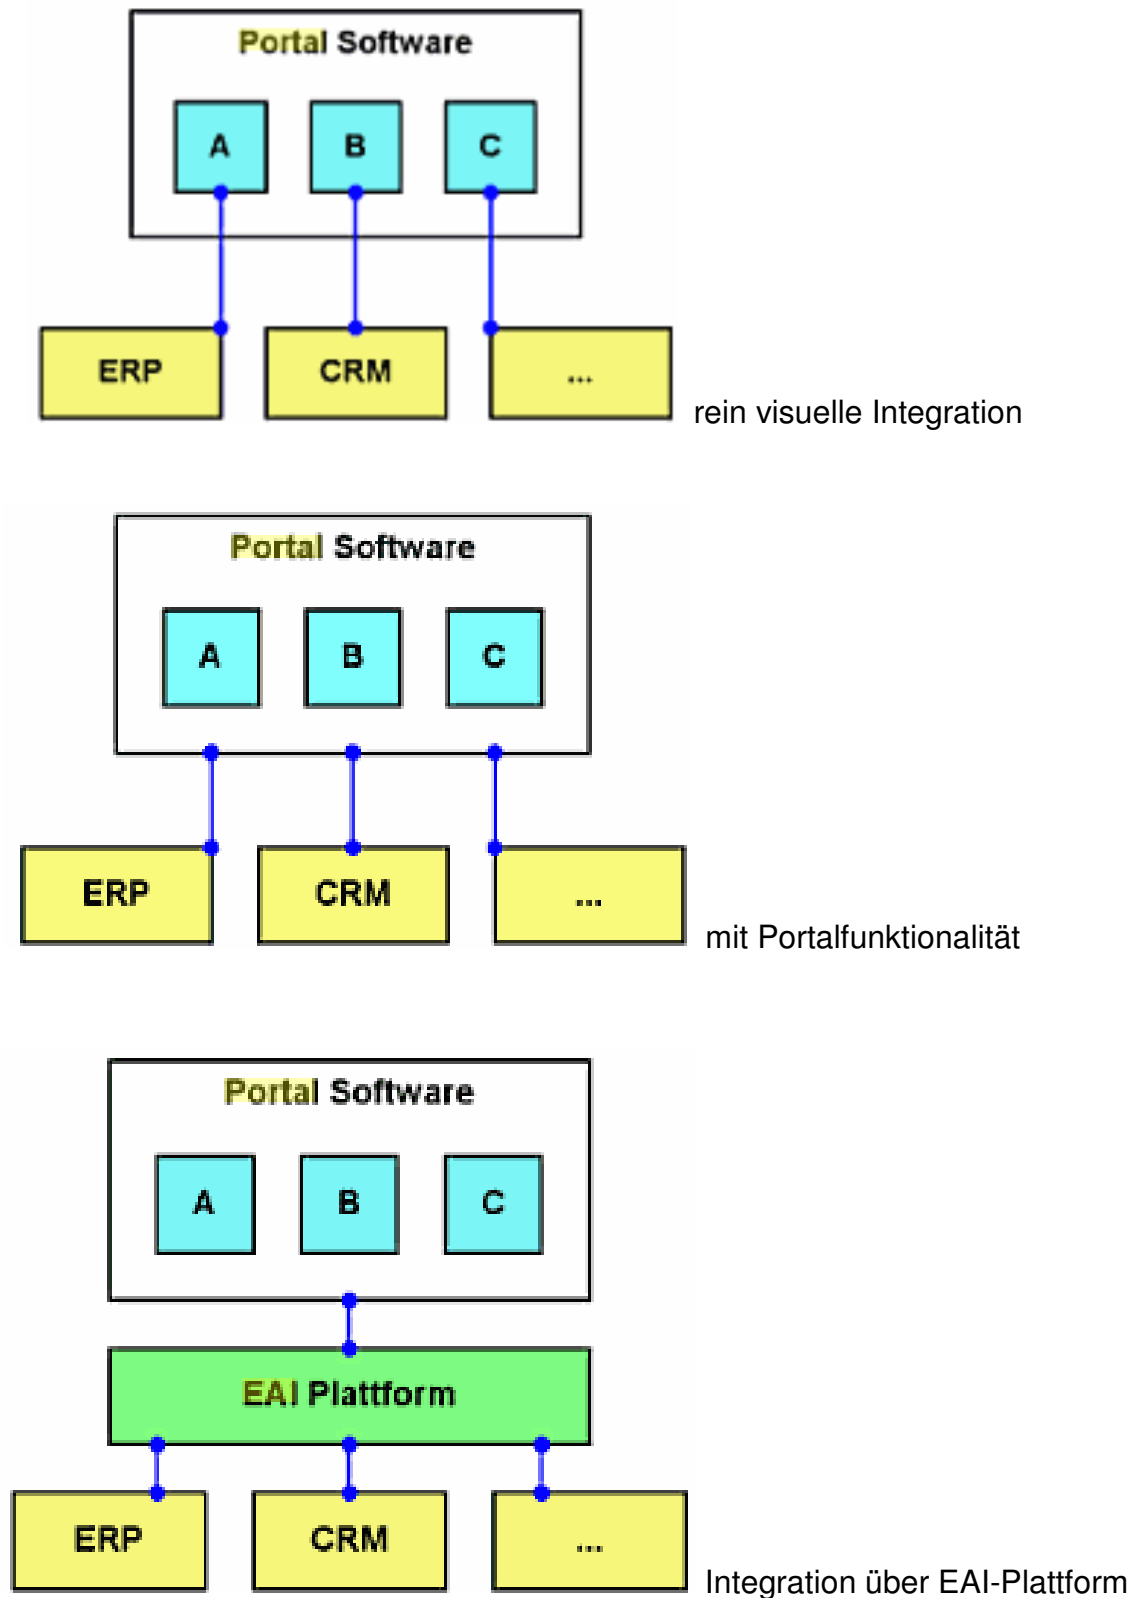 Portal Software
A B C
ERP CRM ...
rein visuelle Integration
Portal Software
A B C
ERP CRM ...
mit Portalfunktionalität
Portal Software
A B C
EAI Plattform
ERP CRM ...
Integration über EAI-Plattform